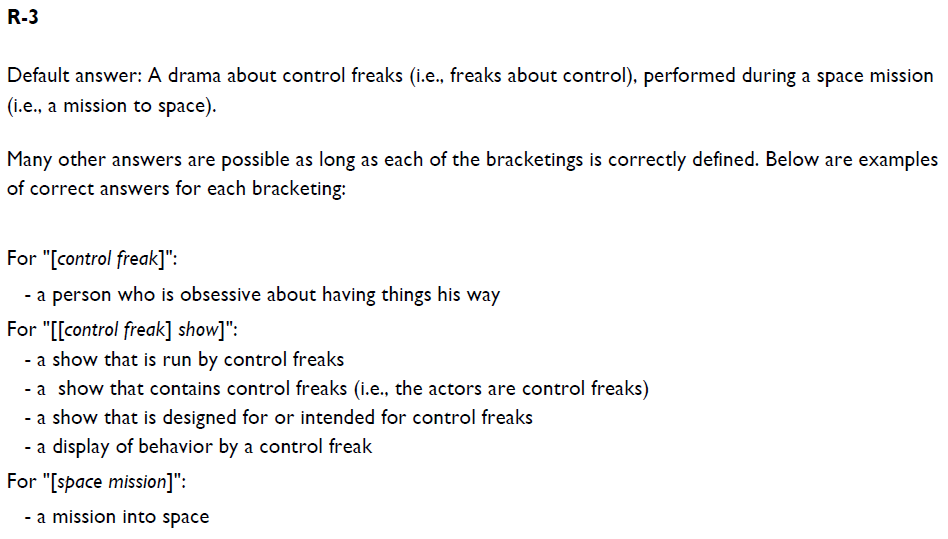 R-3
Default answer: A drama about control freaks (i.e., freaks about control), performed during a space mission
(i.e., a mission to space).
Many other answers are possible as long as each of the bracketings is correctly defined. Below are examples
of correct answers for each bracketing:
For "[control freak]":
- a person who is obsessive about having things his way
For "[[control freak] show]":
- a show that is run by control freaks
- a  show that contains control freaks (i.e., the actors are control freaks)
- a show that is designed for or intended for control freaks
- a display of behavior by a control freak
For "[space mission]":
- a mission into space